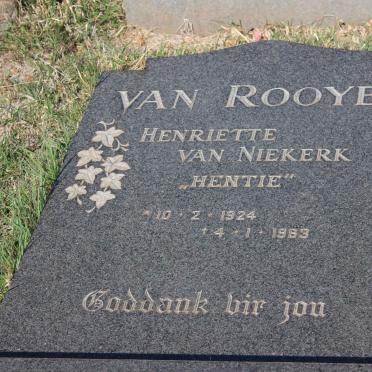 VAN ROOYE
HENRIETTE
VAN NIEKERK
„HENTIE"
* 10 · 2 · 1924
+ 4 · 1 · 1983
Goddank vir jou